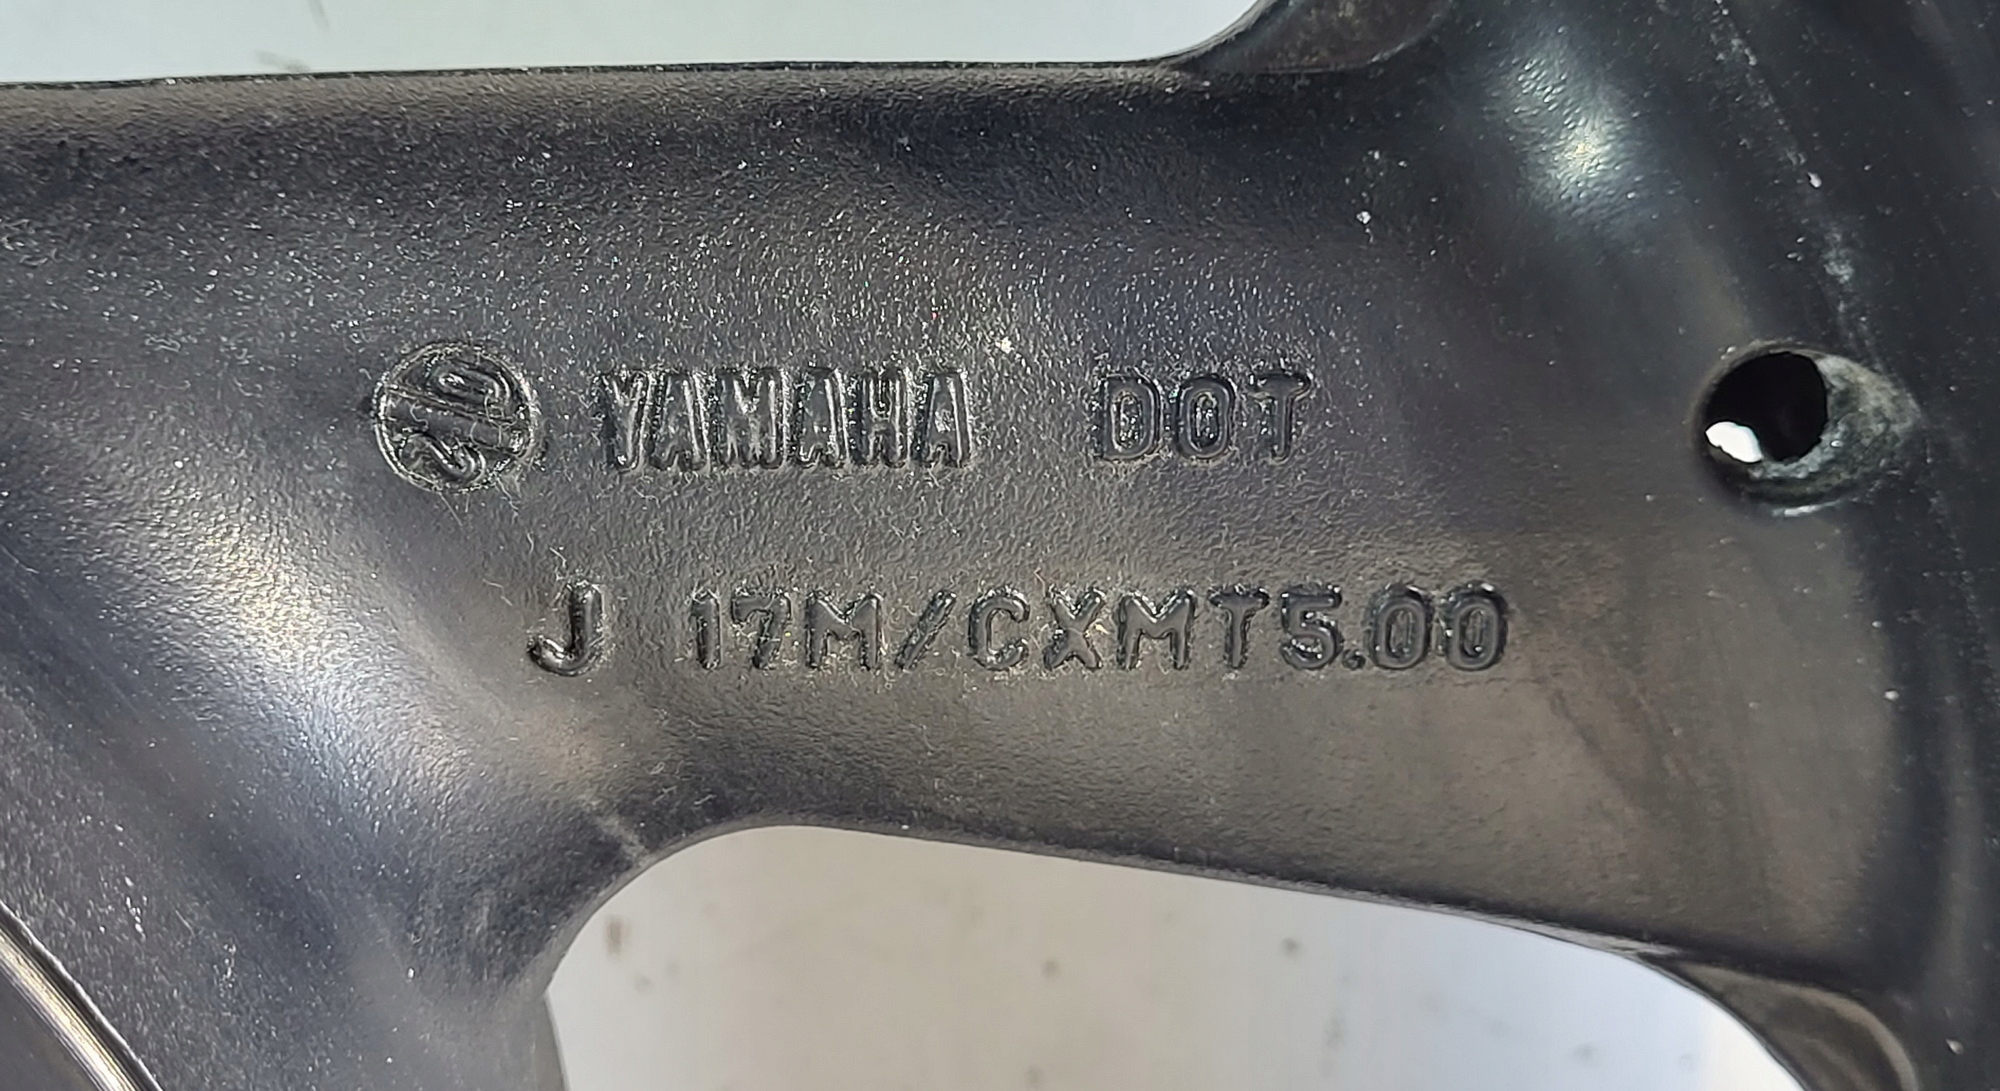 YAMAHA DOT
J 17M/CXMT5.00